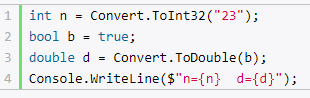 1 int n = Convert.ToInt32("23");
2 bool b = true;
3 double d = Convert.ToDouble(b);
4 Console.WriteLine($"n={n}  d={d}");